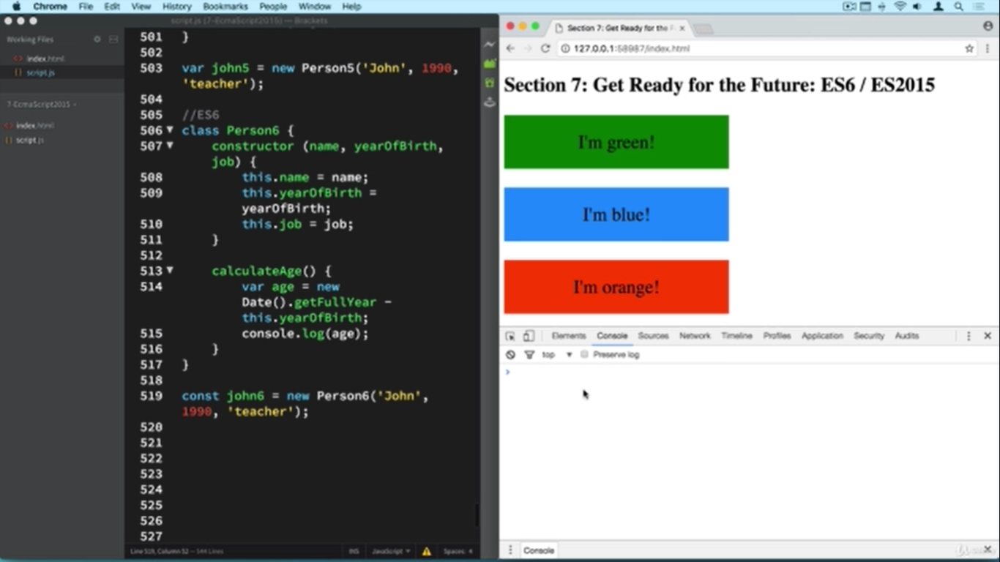 Chrome File Edit View History Bookmarks People Window Help
script.js (7-EcmaScript2015) — Brackets
Working Files
<> index.html
script.js
7-EcmaScript2015
<> index.html
script.js
501 }
502
503 var john5 = new Person5('John', 1990,
'teacher');
504
505 //ES6
506 class Person6 {
507 constructor (name, yearOfBirth,
job) {
508 this.name = name;
509 this.yearOfBirth =
yearOfBirth;
510 this.job = job;
511 }
512
513 calculateAge() {
514 var age = new
Date().getFullYear -
this.yearOfBirth;
515 console.log(age);
516 }
517 }
518
519 const john6 = new Person6('John',
1990, 'teacher');
520
521
522
523
524
525
526
527
Line 519, Column 52 — 544 Lines
INS JavaScript Spaces: 4
Section 7: Get Ready for the F
127.0.0.1:58987/index.html
Section 7: Get Ready for the Future: ES6 / ES2015
I'm green!
I'm blue!
I'm orange!
Elements Console Sources Network Timeline Profiles Application Security Audits
top Preserve log
>
Console